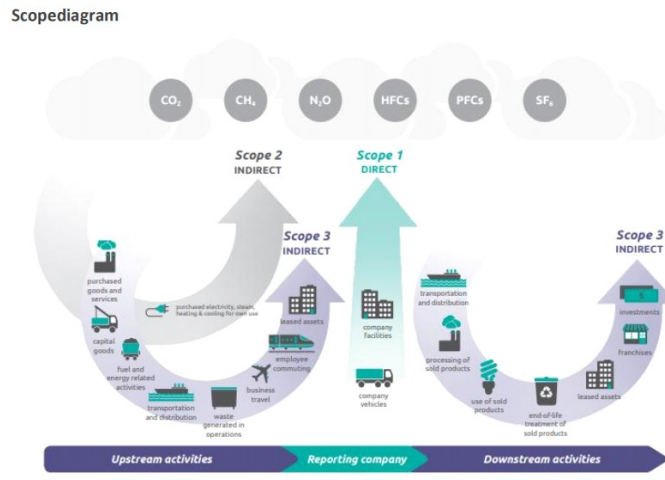 Scopediagram
CO₂
CH₄
N₂O
HFCs
PFCs
SF₆
Scope 2
INDIRECT
Scope 1
DIRECT
Scope 3
INDIRECT
Scope 3
INDIRECT
purchased
goods and
services
capital
goods
fuel and
energy related
activities
transportation
and distribution
waste
generated in
operations
business
travel
employee
commuting
leased assets
purchased electricity, steam,
heating & cooling for own use
company
facilities
company
vehicles
transportation
and distribution
processing of
sold products
use of sold
products
end-of-life
treatment of
sold products
leased assets
franchises
investments
$
Upstream activities
Reporting company
Downstream activities